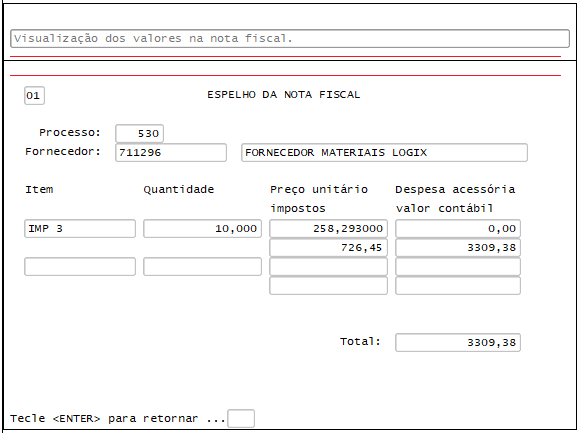 Visualização dos valores na nota fiscal.
01 ESPELHO DA NOTA FISCAL
Processo: 530
Fornecedor: 711296 FORNECEDOR MATERIAIS LOGIX
Item Quantidade Preço unitário Despesa acessória
impostos valor contábil
IMP 3 10,000 258,293000 0,00
726,45 3309,38
Total: 3309,38
Tecle <ENTER> para retornar ...